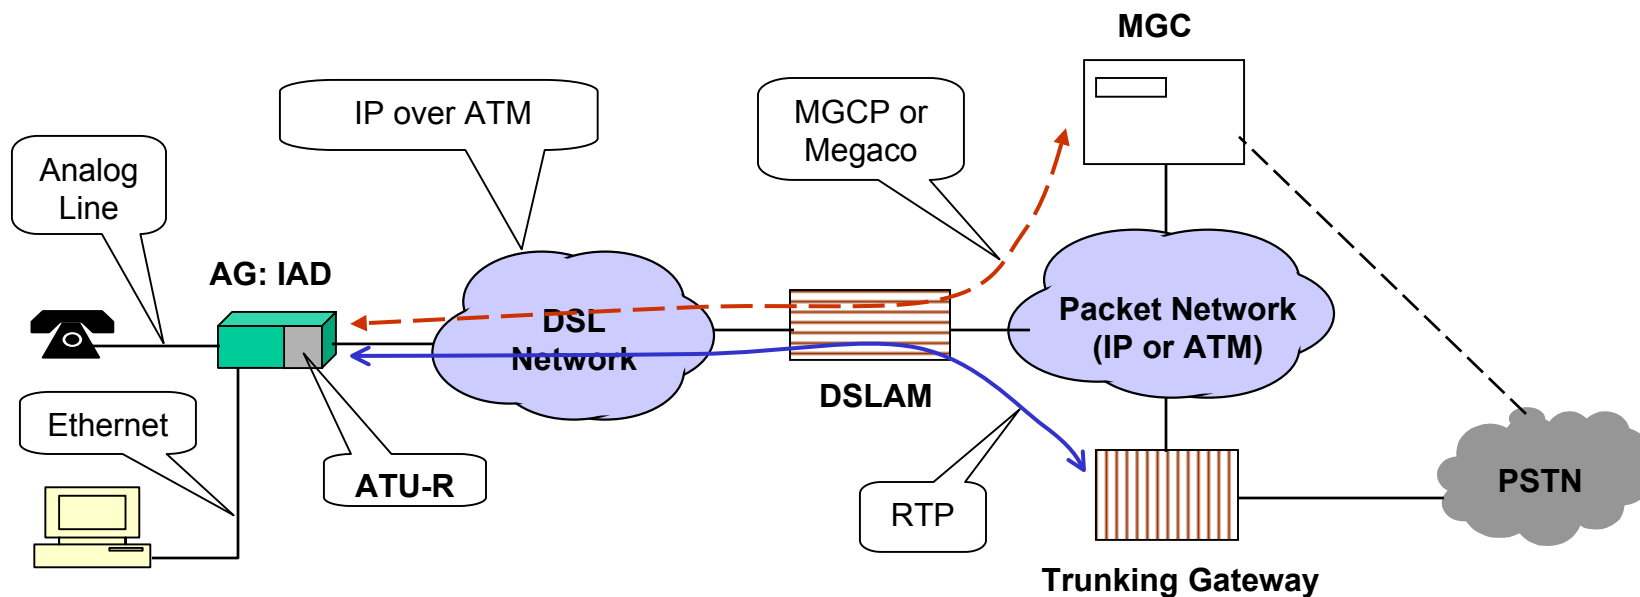 MGC
IP over ATM
MGCP or
Megaco
Analog
Line
AG: IAD
DSL
Network
Packet Network
(IP or ATM)
DSLAM
Ethernet
ATU-R
RTP
PSTN
Trunking Gateway